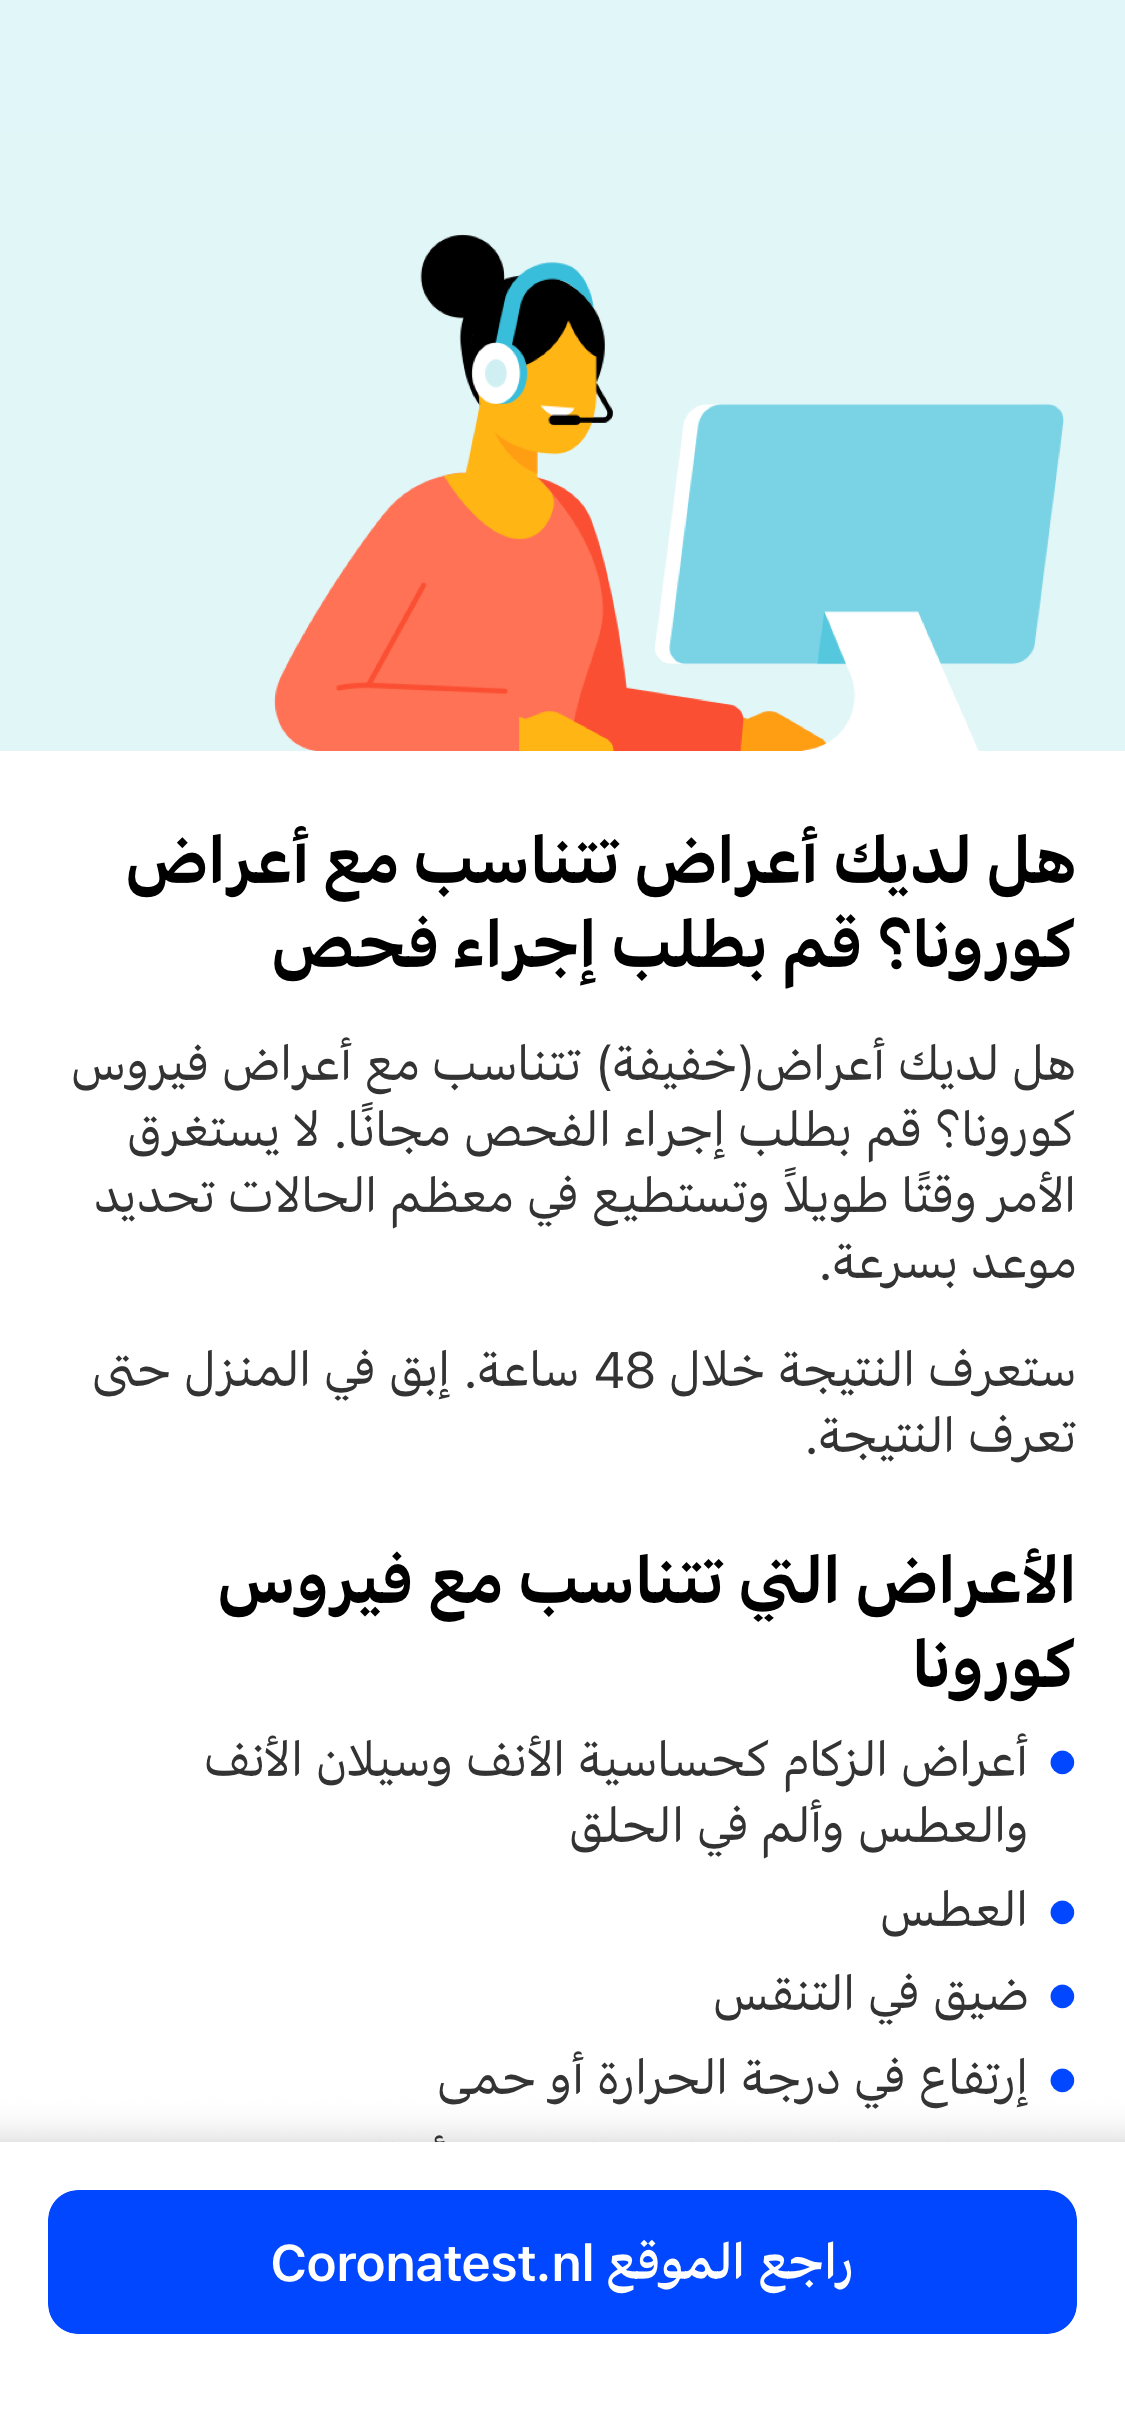 هل لديك أعراض تتناسب مع أعراض
كورونا؟ قم بطلب إجراء فحص
هل لديك أعراض(خفيفة) تتناسب مع أعراض فيروس
كورونا؟ قم بطلب إجراء الفحص مجانًا. لا يستغرق
الأمر وقتًا طويلاً وتستطيع في معظم الحالات تحديد
موعد بسرعة.
ستعرف النتيجة خلال 48 ساعة. إبق في المنزل حتى
تعرف النتيجة.
الأعراض التي تتناسب مع فيروس
كورونا
أعراض الزكام كحساسية الأنف وسيلان الأنف
والعطس وألم في الحلق
العطس
ضيق في التنقس
إرتفاع في درجة الحرارة أو حمى
راجع الموقع Coronatest.nl